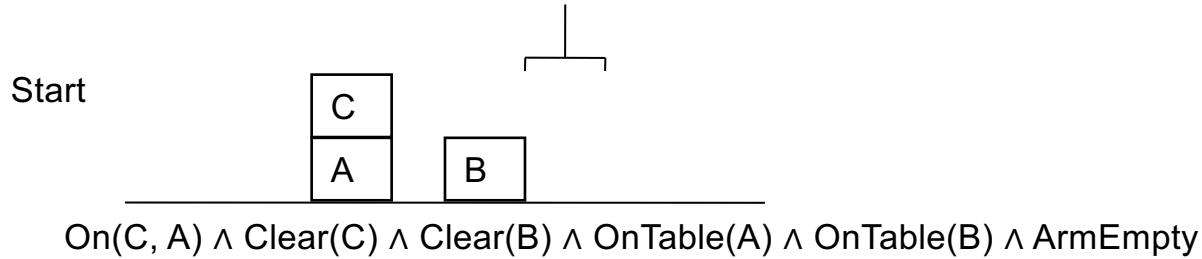 Start
C
A
B
On(C, A) ∧ Clear(C) ∧ Clear(B) ∧ OnTable(A) ∧ OnTable(B) ∧ ArmEmpty